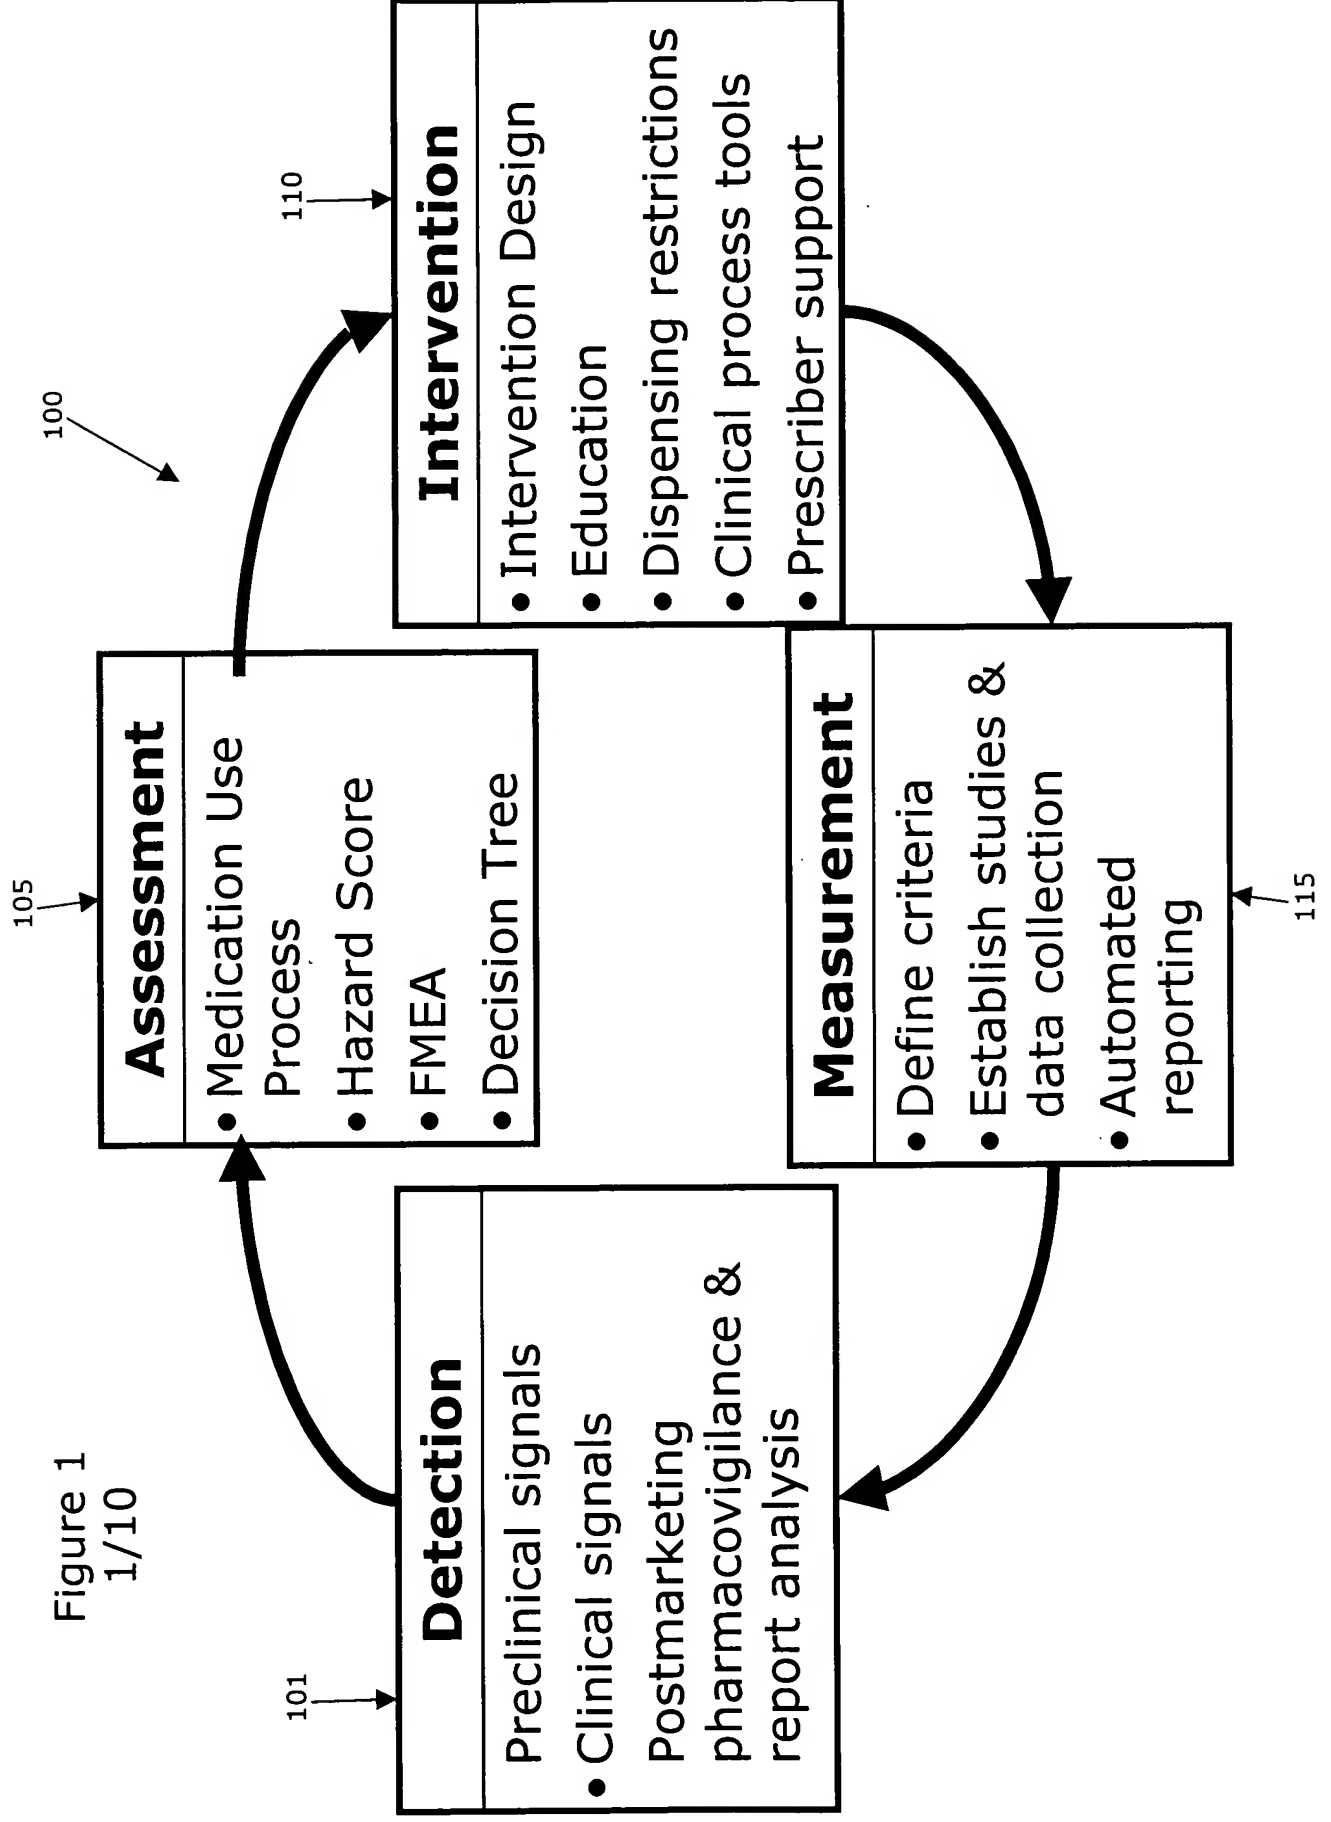 Figure 1
1/10
100
105
Assessment
• Medication Use
Process
• Hazard Score
• FMEA
• Decision Tree
101
Detection
Preclinical signals
• Clinical signals
Postmarketing
pharmacovigilance &
report analysis
110
Intervention
• Intervention Design
• Education
• Dispensing restrictions
• Clinical process tools
• Prescriber support
Measurement
• Define criteria
• Establish studies &
data collection
• Automated
reporting
115